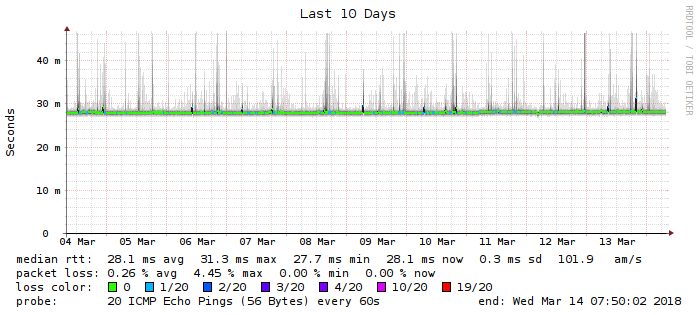 Last 10 Days
RRDTOOL / TOBI OETIKER
Seconds
40 m
30 m
20 m
10 m
0
04 Mar 05 Mar 06 Mar 07 Mar 08 Mar 09 Mar 10 Mar 11 Mar 12 Mar 13 Mar
median rtt: 28.1 ms avg 31.3 ms max 27.7 ms min 28.1 ms now 0.3 ms sd 101.9 am/s
packet loss: 0.26 % avg 4.45 % max 0.00 % min 0.00 % now
loss color: 0 1/20 2/20 3/20 4/20 10/20 19/20
probe: 20 ICMP Echo Pings (56 Bytes) every 60s end: Wed Mar 14 07:50:02 2018